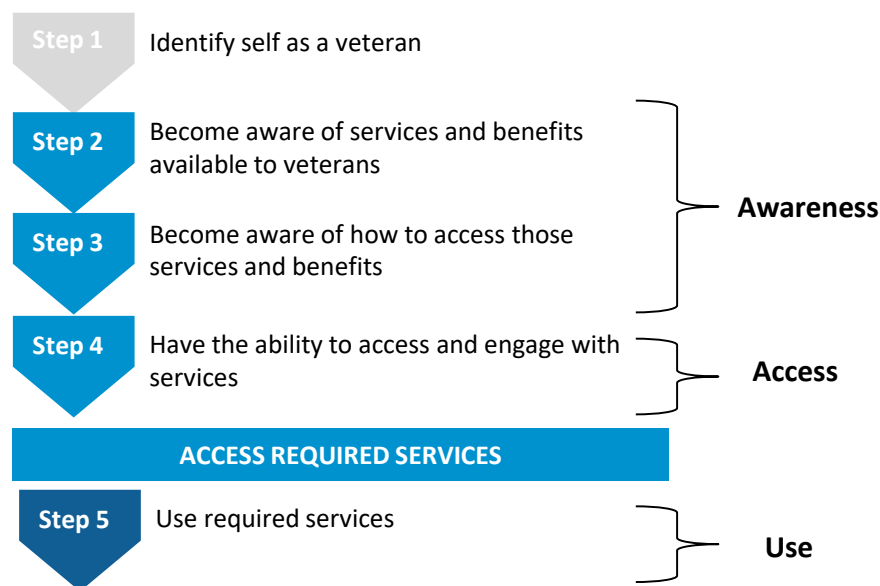 Step 1
Identify self as a veteran
Step 2
Become aware of services and benefits
available to veterans
Step 3
Become aware of how to access those
services and benefits
Awareness
Step 4
Have the ability to access and engage with
services
Access
ACCESS REQUIRED SERVICES
Step 5
Use required services
Use